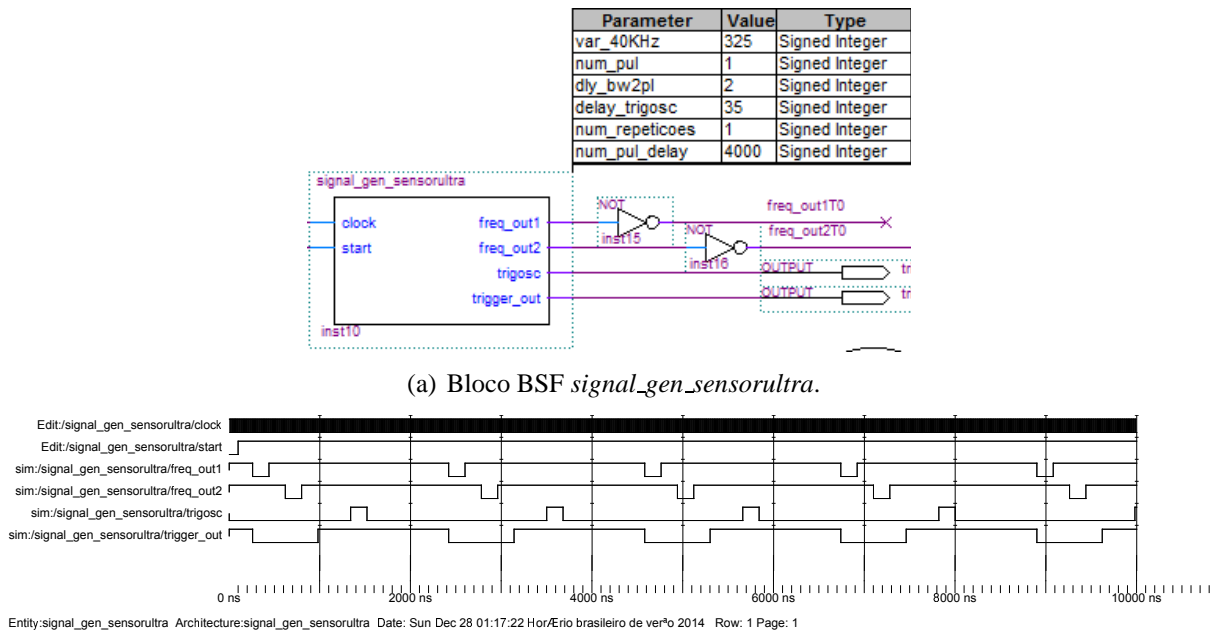 Parameter Value Type
var_40KHz 325 Signed Integer
num_pul 1 Signed Integer
dly_bw2pl 2 Signed Integer
delay_trigosc 35 Signed Integer
num_repeticoes 1 Signed Integer
num_pul_delay 4000 Signed Integer
signal_gen_sensorultra
clock
start
freq_out1
freq_out2
trigosc
trigger_out
inst10
NOT
inst15
NOT
inst16
freq_out1T0
freq_out2T0
OUTPUT
tr
OUTPUT
tr
(a) Bloco BSF signal_gen_sensorultra.
Edit:/signal_gen_sensorultra/clock
Edit:/signal_gen_sensorultra/start
sim:/signal_gen_sensorultra/freq_out1
sim:/signal_gen_sensorultra/freq_out2
sim:/signal_gen_sensorultra/trigosc
sim:/signal_gen_sensorultra/trigger_out
0 ns 2000 ns 4000 ns 6000 ns 8000 ns 10000 ns
Entity:signal_gen_sensorultra Architecture:signal_gen_sensorultra Date: Sun Dec 28 01:17:22 HorÆrio brasileiro de verªo 2014 Row: 1 Page: 1